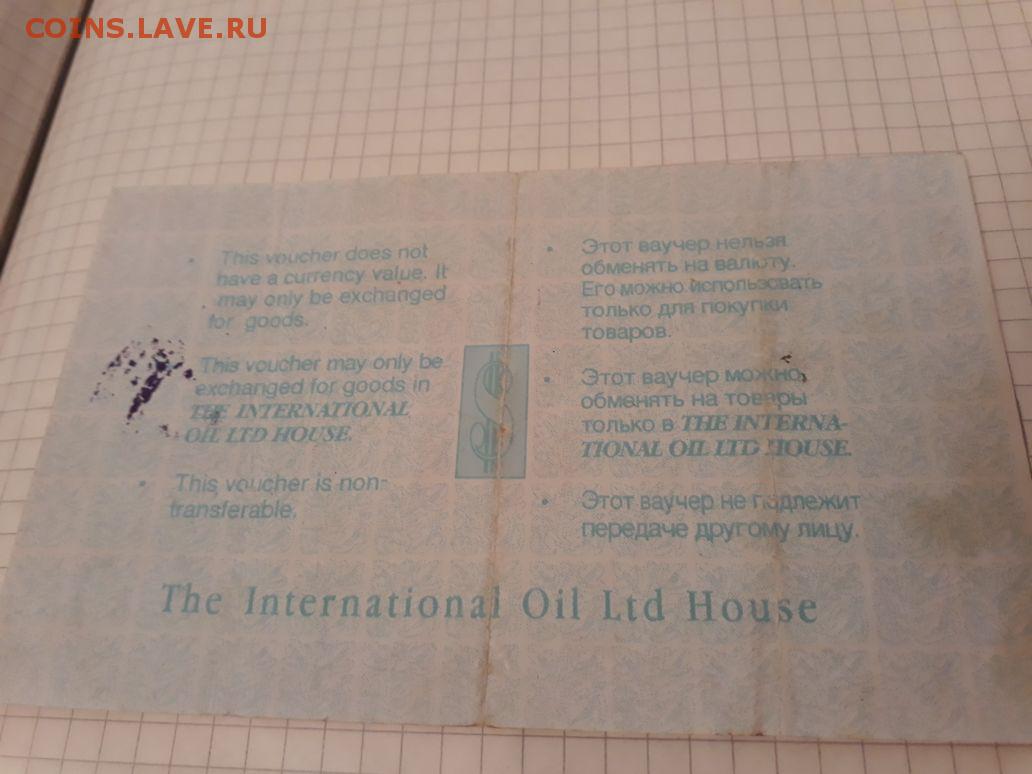 COINS.LAVE.RU
• This voucher does not
have a currency value. It
may only be exchanged
for goods.
This voucher may only be
exchanged for goods in
THE INTERNATIONAL
OIL LTD HOUSE.
• This voucher is non-
transferable.
$
• Этот ваучер нельзя
обменять на валюту.
Его можно использовать
только для покупки
товаров.
• Этот ваучер можно
обменять на товары
только в THE INTERNA-
TIONAL OIL LTD HOUSE.
• Этот ваучер не подлежит
передаче другому лицу.
The International Oil Ltd House